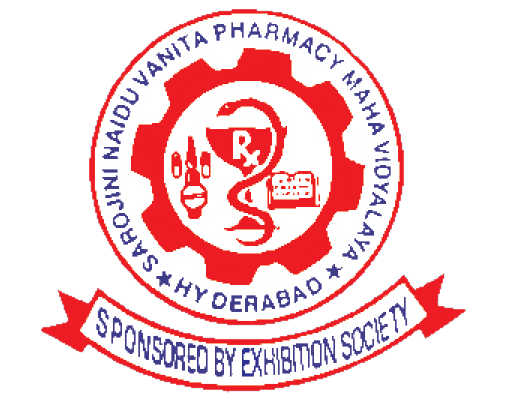 SAROJINI NAIDU VANITA PHARMACY MAHA VIDYALAYA
★ HYDERABAD ★
Rx
SPONSORED BY EXHIBITION SOCIETY